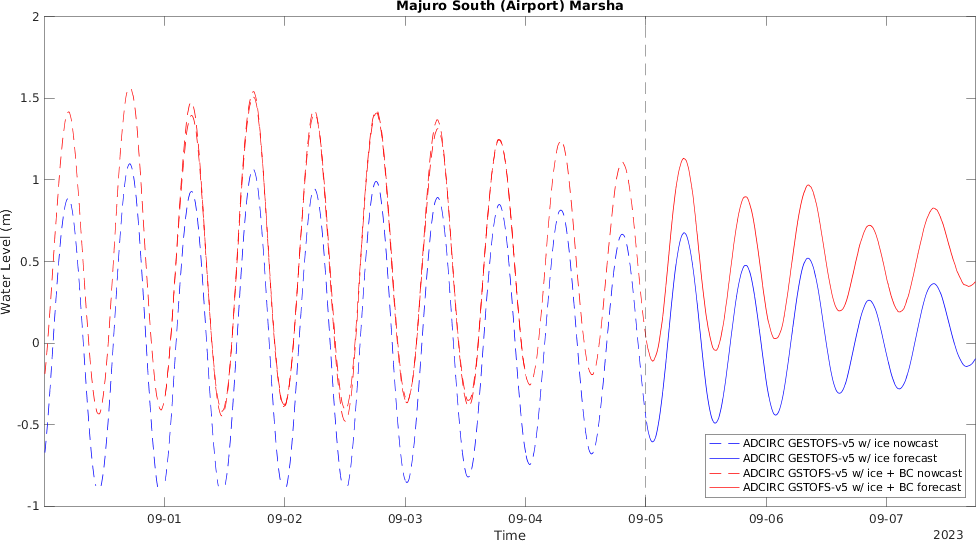 Majuro South (Airport) Marsha
2
1.5
1
0.5
0
-0.5
-1
Water Level (m)
ADCIRC GESTOFS-v5 w/ ice nowcast
ADCIRC GESTOFS-v5 w/ ice forecast
ADCIRC GSTOFS-v5 w/ ice + BC nowcast
ADCIRC GSTOFS-v5 w/ ice + BC forecast
09-01 09-02 09-03 09-04 09-05 09-06 09-07
Time
2023